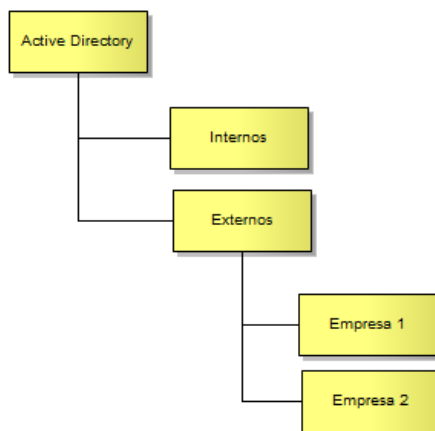 Active Directory
Internos
Externos
Empresa 1
Empresa 2